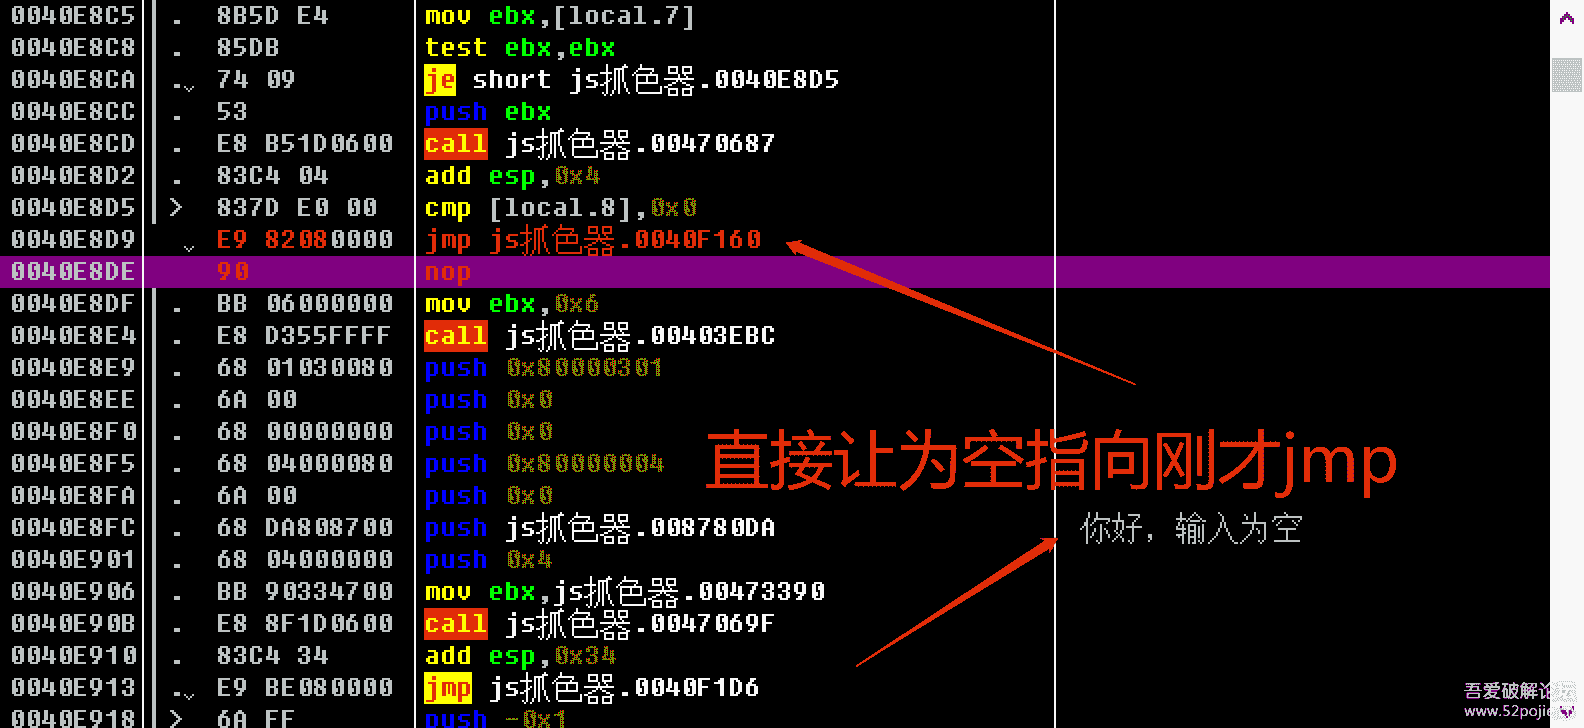 0040E8C5 . 8B5D E4 mov ebx,[local.7]
0040E8C8 . 85DB test ebx,ebx
0040E8CA . 74 09 je short js抓色器.0040E8D5
0040E8CC . 53 push ebx
0040E8CD . E8 B51D0600 call js抓色器.00470687
0040E8D2 . 83C4 04 add esp,0x4
0040E8D5 > 837D E0 00 cmp [local.8],0x0
0040E8D9 E9 82080000 jmp js抓色器.0040F160
0040E8DE 90 nop
0040E8DF . BB 06000000 mov ebx,0x6
0040E8E4 . E8 D355FFFF call js抓色器.00403EBC
0040E8E9 . 68 01030080 push 0x80000301
0040E8EE . 6A 00 push 0x0
0040E8F0 . 68 00000000 push 0x0
0040E8F5 . 68 04000080 push 0x80000004
0040E8FA . 6A 00 push 0x0
0040E8FC . 68 DA808700 push js抓色器.008780DA 你好，输入为空
0040E901 . 68 04000000 push 0x4
0040E906 . BB 90334700 mov ebx,js抓色器.00473390
0040E90B . E8 8F1D0600 call js抓色器.0047069F
0040E910 . 83C4 34 add esp,0x34
0040E913 . E9 BE080000 jmp js抓色器.0040F1D6
0040E918 > 6A FF push -0x1
直接让为空指向刚才jmp
吾爱破解论坛
www.52pojie